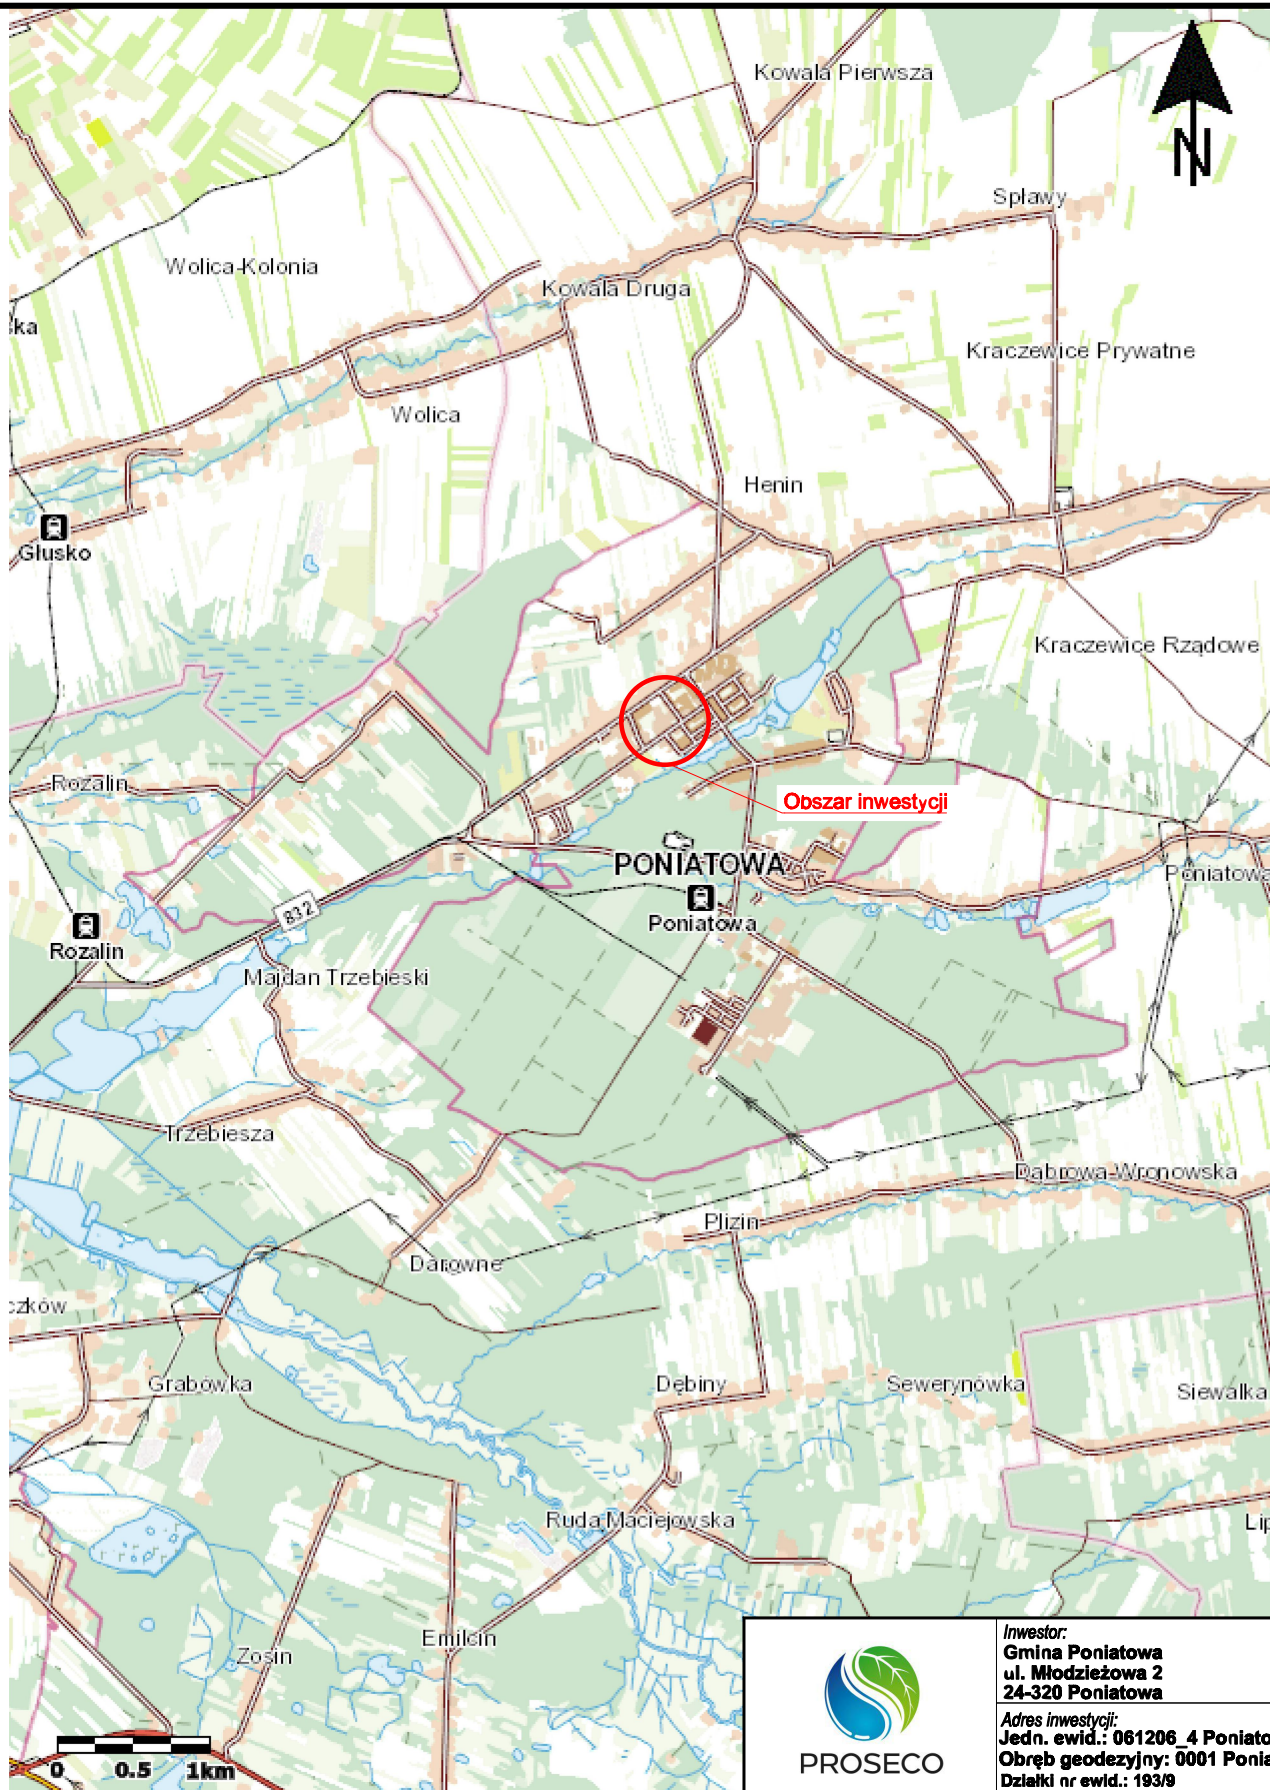 Kowala Pierwsza
N
Spławy
Wolica-Kolonia
Kowala Druga
ka
Kraczewice Prywatne
Wolica
Henin
Głusko
Kraczewice Rządowe
Rozalin
Obszar inwestycji
PONIATOWA
Poniatowa
832
Poniatowa
Rozalin
Majdan Trzebieski
Trzebiesza
Dąbrowa-Wronowska
Plizin
Darowne
czków
Grabówka
Dębiny
Sewerynówka
Siewalka
Ruda Maciejowska
Lip
Emilcin
Zosin
0 0.5 1km
PROSECO
Inwestor:
Gmina Poniatowa
ul. Młodzieżowa 2
24-320 Poniatowa
Adres inwestycji:
Jedn. ewid.: 061206_4 Poniato
Obręb geodezyjny: 0001 Ponia
Działki nr ewid.: 193/9